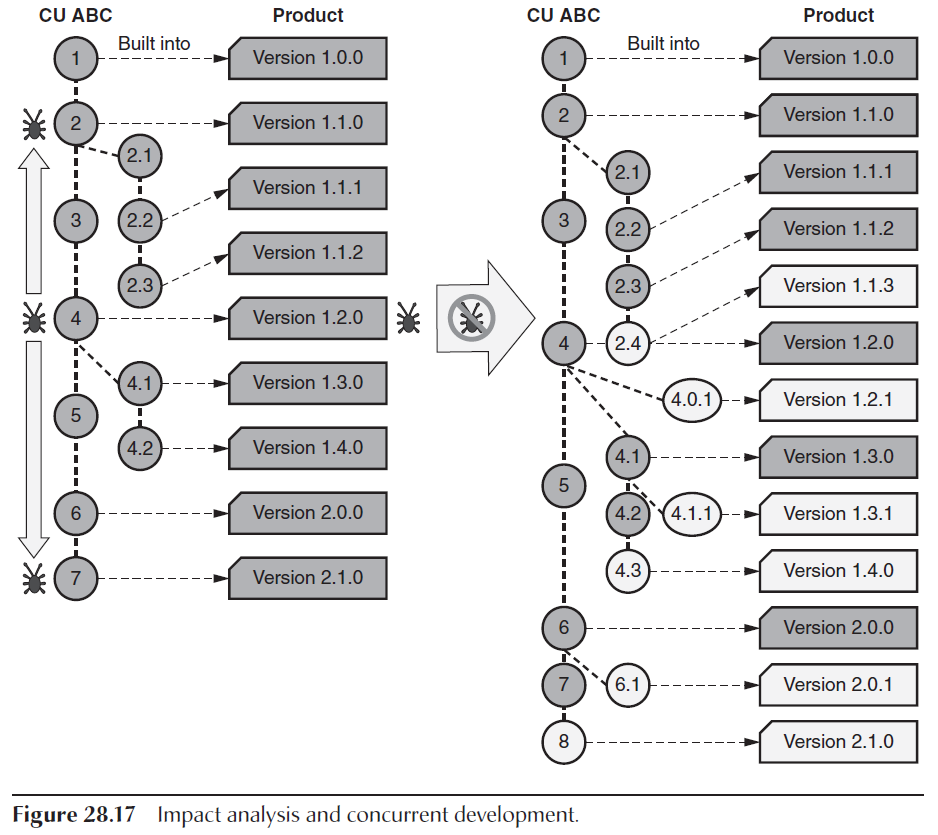 CU ABC Product
Built into
1 Version 1.0.0
2 Version 1.1.0
2.1
Version 1.1.1
3 2.2
Version 1.1.2
2.3
4 Version 1.2.0
4.1 Version 1.3.0
5
4.2 Version 1.4.0
6 Version 2.0.0
7 Version 2.1.0
CU ABC Product
Built into
1 Version 1.0.0
2 Version 1.1.0
2.1 Version 1.1.1
3 2.2 Version 1.1.2
2.3 Version 1.1.3
4 2.4 Version 1.2.0
4.0.1 Version 1.2.1
4.1 Version 1.3.0
5
4.2 4.1.1 Version 1.3.1
4.3 Version 1.4.0
6 Version 2.0.0
7 6.1 Version 2.0.1
8 Version 2.1.0
Figure 28.17 Impact analysis and concurrent development.